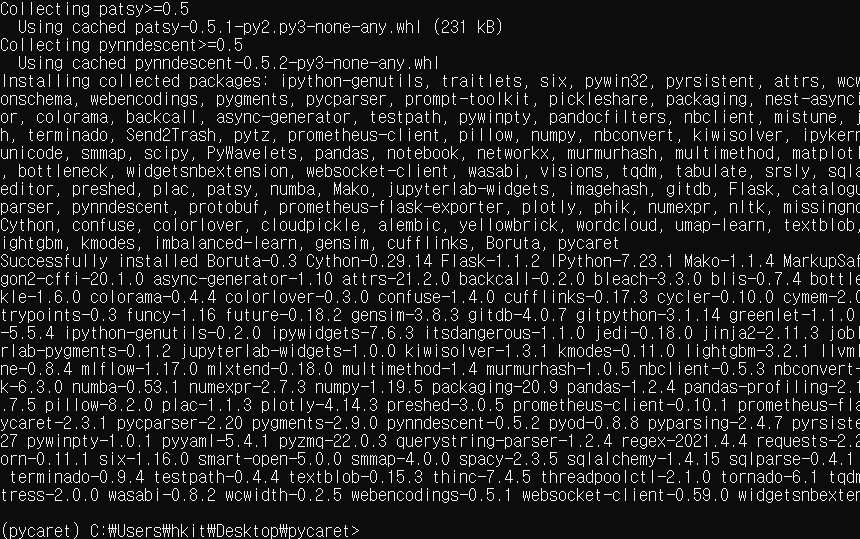 Collecting patsy>=0.5
  Using cached patsy-0.5.1-py2.py3-none-any.whl (231 kB)
Collecting pynndescent>=0.5
  Using cached pynndescent-0.5.2-py3-none-any.whl
Installing collected packages: ipython-genutils, traitlets, six, pywin32, pyrsistent, attrs, wcw
onschema, webencodings, pygments, pycparser, prompt-toolkit, pickleshare, packaging, nest-asynci
or, colorama, backcall, async-generator, testpath, pywinpty, pandocfilters, nbclient, mistune, j
h, terminado, Send2Trash, pytz, prometheus-client, pillow, numpy, nbconvert, kiwisolver, ipykern
unicode, smmap, scipy, PyWavelets, pandas, notebook, networkx, murmurhash, multimethod, matplotl
, bottleneck, widgetsnbextension, websocket-client, wasabi, visions, tqdm, tabulate, srsly, sqla
editor, preshed, plac, patsy, numba, Mako, jupyterlab-widgets, imagehash, gitdb, Flask, catalogu
parser, pynndescent, protobuf, prometheus-flask-exporter, plotly, phik, numexpr, nltk, missingno
Cython, confuse, colorlover, cloudpickle, alembic, yellowbrick, wordcloud, umap-learn, textblob,
ightgbm, kmodes, imbalanced-learn, gensim, cufflinks, Boruta, pycaret
Successfully installed Boruta-0.3 Cython-0.29.14 Flask-1.1.2 IPython-7.23.1 Mako-1.1.4 MarkupSaf
gon2-cffi-20.1.0 async-generator-1.10 attrs-21.2.0 backcall-0.2.0 bleach-3.3.0 blis-0.7.4 bottle
kle-1.6.0 colorama-0.4.4 colorlover-0.3.0 confuse-1.4.0 cufflinks-0.17.3 cycler-0.10.0 cymem-2.0
trypoints-0.3 funcy-1.16 future-0.18.2 gensim-3.8.3 gitdb-4.0.7 gitpython-3.1.14 greenlet-1.1.0
-5.5.4 ipython-genutils-0.2.0 ipywidgets-7.6.3 itsdangerous-1.1.0 jedi-0.18.0 jinja2-2.11.3 jobl
rlab-pygments-0.1.2 jupyterlab-widgets-1.0.0 kiwisolver-1.3.1 kmodes-0.11.0 lightgbm-3.2.1 llvml
ne-0.8.4 mlflow-1.17.0 mlxtend-0.18.0 multimethod-1.4 murmurhash-1.0.5 nbclient-0.5.3 nbconvert-
k-6.3.0 numba-0.53.1 numexpr-2.7.3 numpy-1.19.5 packaging-20.9 pandas-1.2.4 pandas-profiling-2.1
.7.5 pillow-8.2.0 plac-1.1.3 plotly-4.14.3 preshed-3.0.5 prometheus-client-0.10.1 prometheus-fla
ycaret-2.3.1 pycparser-2.20 pygments-2.9.0 pynndescent-0.5.2 pyod-0.8.8 pyparsing-2.4.7 pyrsiste
27 pywinpty-1.0.1 pyyaml-5.4.1 pyzmq-22.0.3 querystring-parser-1.2.4 regex-2021.4.4 requests-2.2
orn-0.11.1 six-1.16.0 smart-open-5.0.0 smmap-4.0.0 spacy-2.3.5 sqlalchemy-1.4.15 sqlparse-0.4.1
 terminado-0.9.4 testpath-0.4.4 textblob-0.15.3 thinc-7.4.5 threadpoolctl-2.1.0 tornado-6.1 tqdm
tress-2.0.0 wasabi-0.8.2 wcwidth-0.2.5 webencodings-0.5.1 websocket-client-0.59.0 widgetsnbexten
(pycaret) C:₩Users₩hkit₩Desktop₩pycaret>